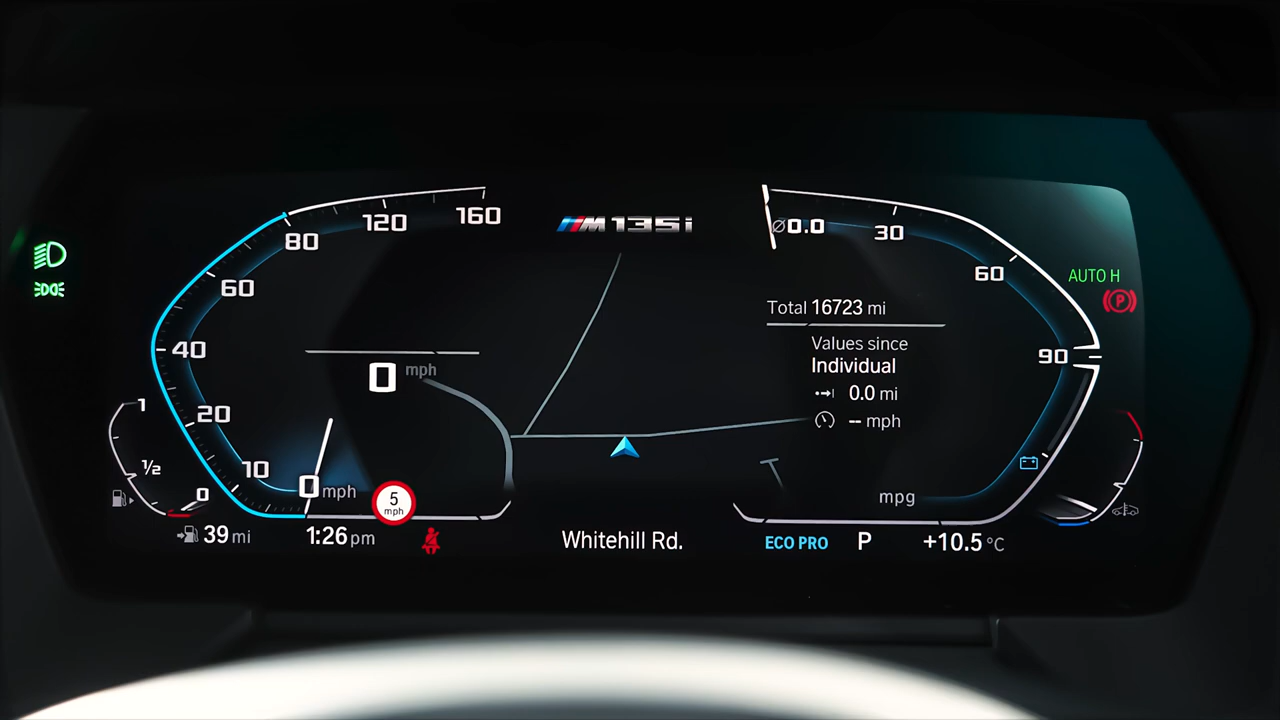 M135i
160
120
80
60
40
20
10
0 mph
0 mph
5
mph
1
½
0
39 mi
1:26 pm
Whitehill Rd.
Ø0.0
30
60
90
mpg
Total 16723 mi
Values since
Individual
0.0 mi
-- mph
AUTO H
P
ECO PRO P +10.5 °C